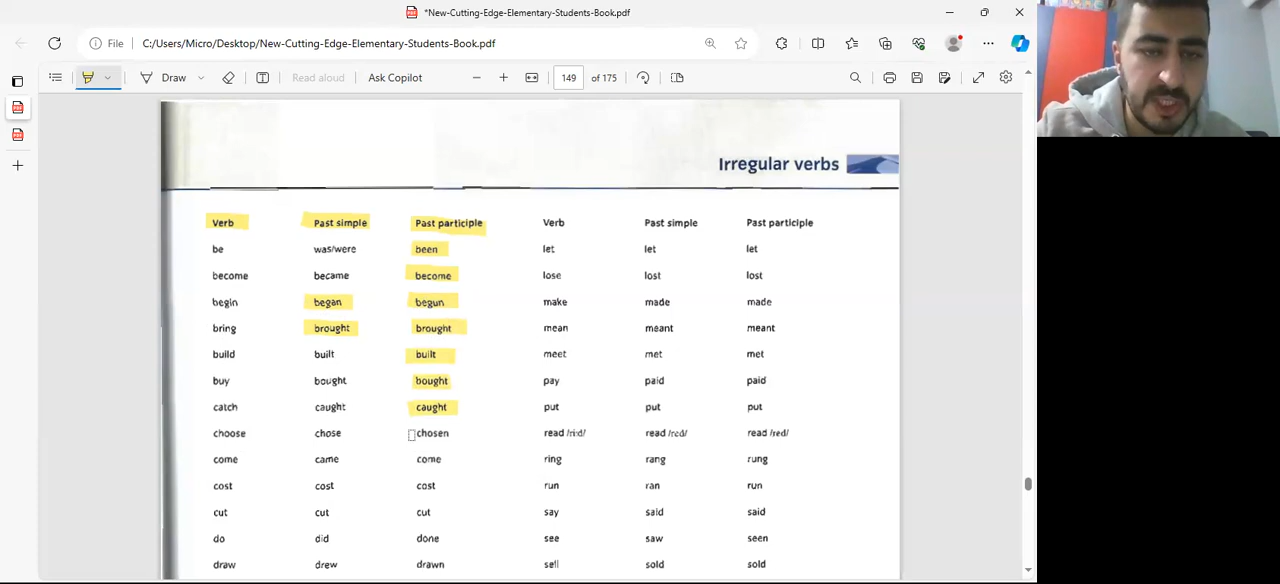 *New-Cutting-Edge-Elementary-Students-Book.pdf
File C:/Users/Micro/Desktop/New-Cutting-Edge-Elementary-Students-Book.pdf
Draw Read aloud Ask Copilot 149 of 175
Irregular verbs
Verb Past simple Past participle Verb Past simple Past participle
be was/were been let let let
become became become lose lost lost
begin began begun make made made
bring brought brought mean meant meant
build built built meet met met
buy bought bought pay paid paid
catch caught caught put put put
choose chose chosen read /riːd/ read /red/ read /red/
come came come ring rang rung
cost cost cost run ran run
cut cut cut say said said
do did done see saw seen
draw drew drawn sell sold sold